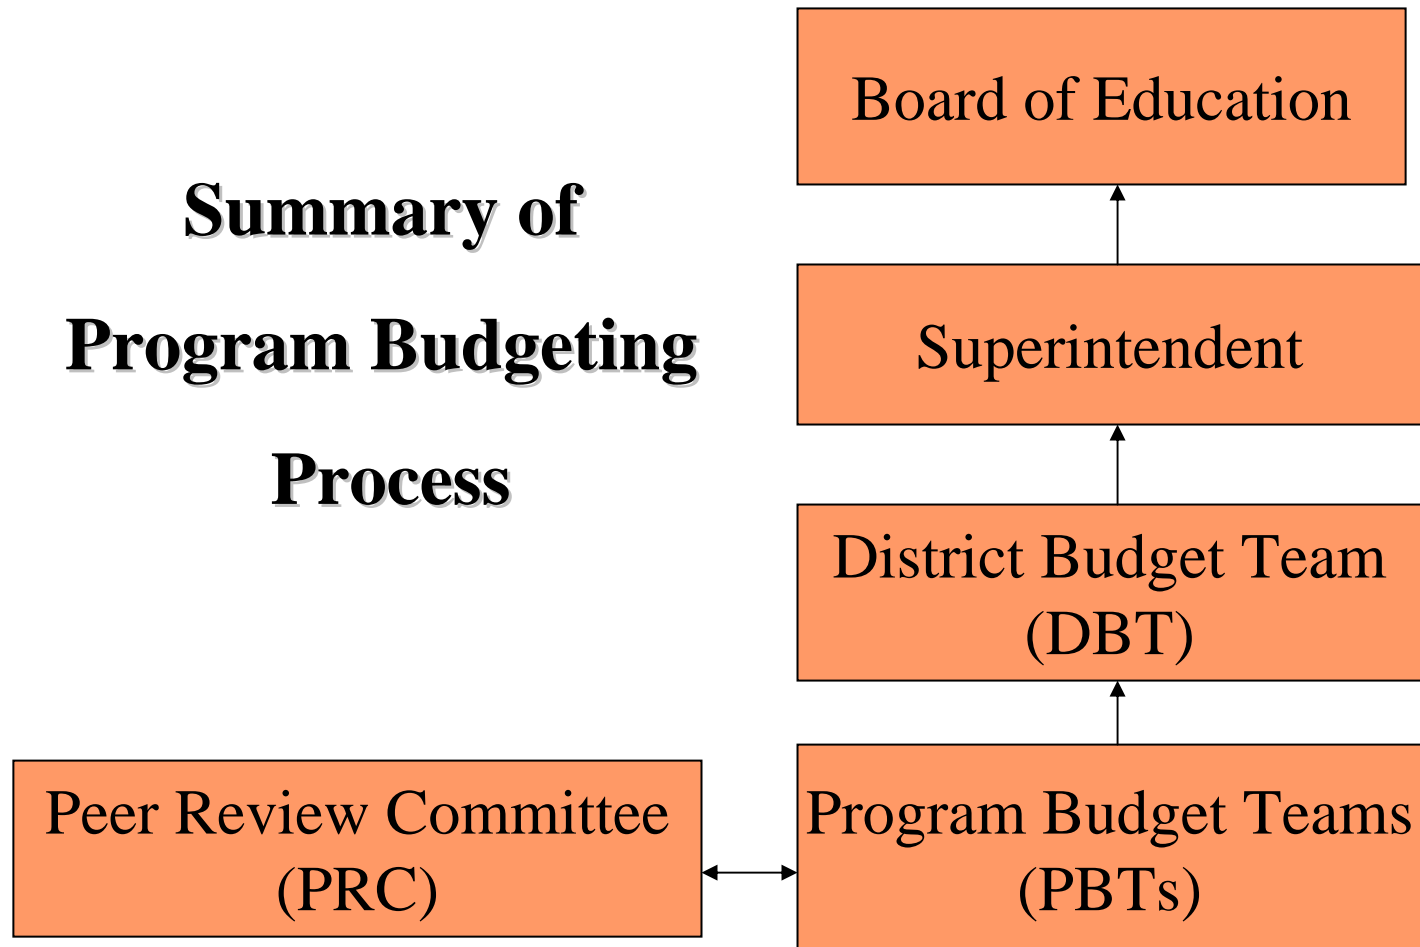 Summary of
Program Budgeting
Process
Board of Education
Superintendent
District Budget Team
(DBT)
Peer Review Committee
(PRC)
Program Budget Teams
(PBTs)